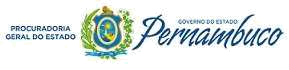 PROCURADORIA
GERAL DO ESTADO
GOVERNO DO ESTADO
Pernambuco